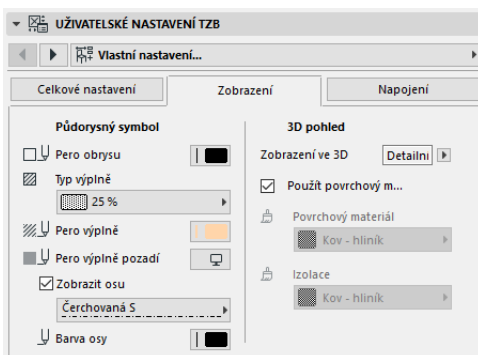 UŽIVATELSKÉ NASTAVENÍ TZB
Vlastní nastavení...
Celkové nastavení
Zobrazení
Napojení
Půdorysný symbol
Pero obrysu
Typ výplně
25 %
Pero výplně
Pero výplně pozadí
Zobrazit osu
Čerchovaná S
Barva osy
3D pohled
Zobrazení ve 3D
Detailni
Použít povrchový m...
Povrchový materiál
Kov - hliník
Izolace
Kov - hliník